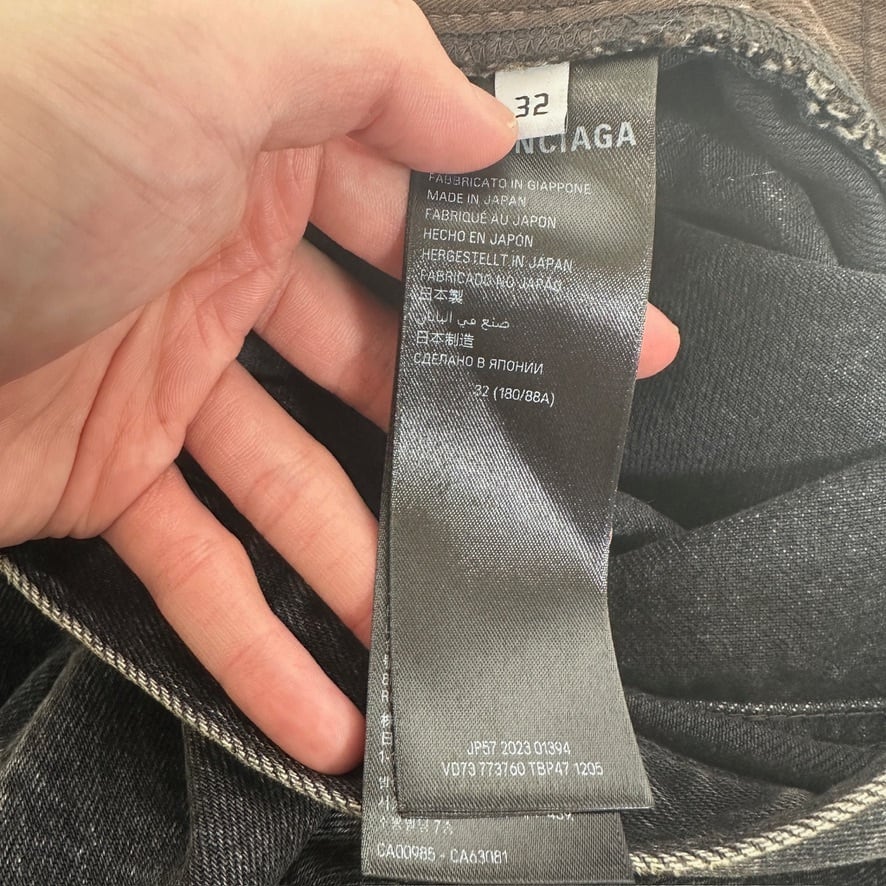 32
NCIAGA
FABBRICATO IN GIAPPONE
MADE IN JAPAN
FABRIQUÉ AU JAPON
HECHO EN JAPÓN
HERGESTELLT IN JAPAN
FABRICADO NO JAPÃO
日本製
صنع في اليابان
日本制造
СДЕЛАНО В ЯПОНИИ
32 (180/88A)
JP57 2023 01394
VD73 773760 TBP47 1205
CA00985 - CA63081